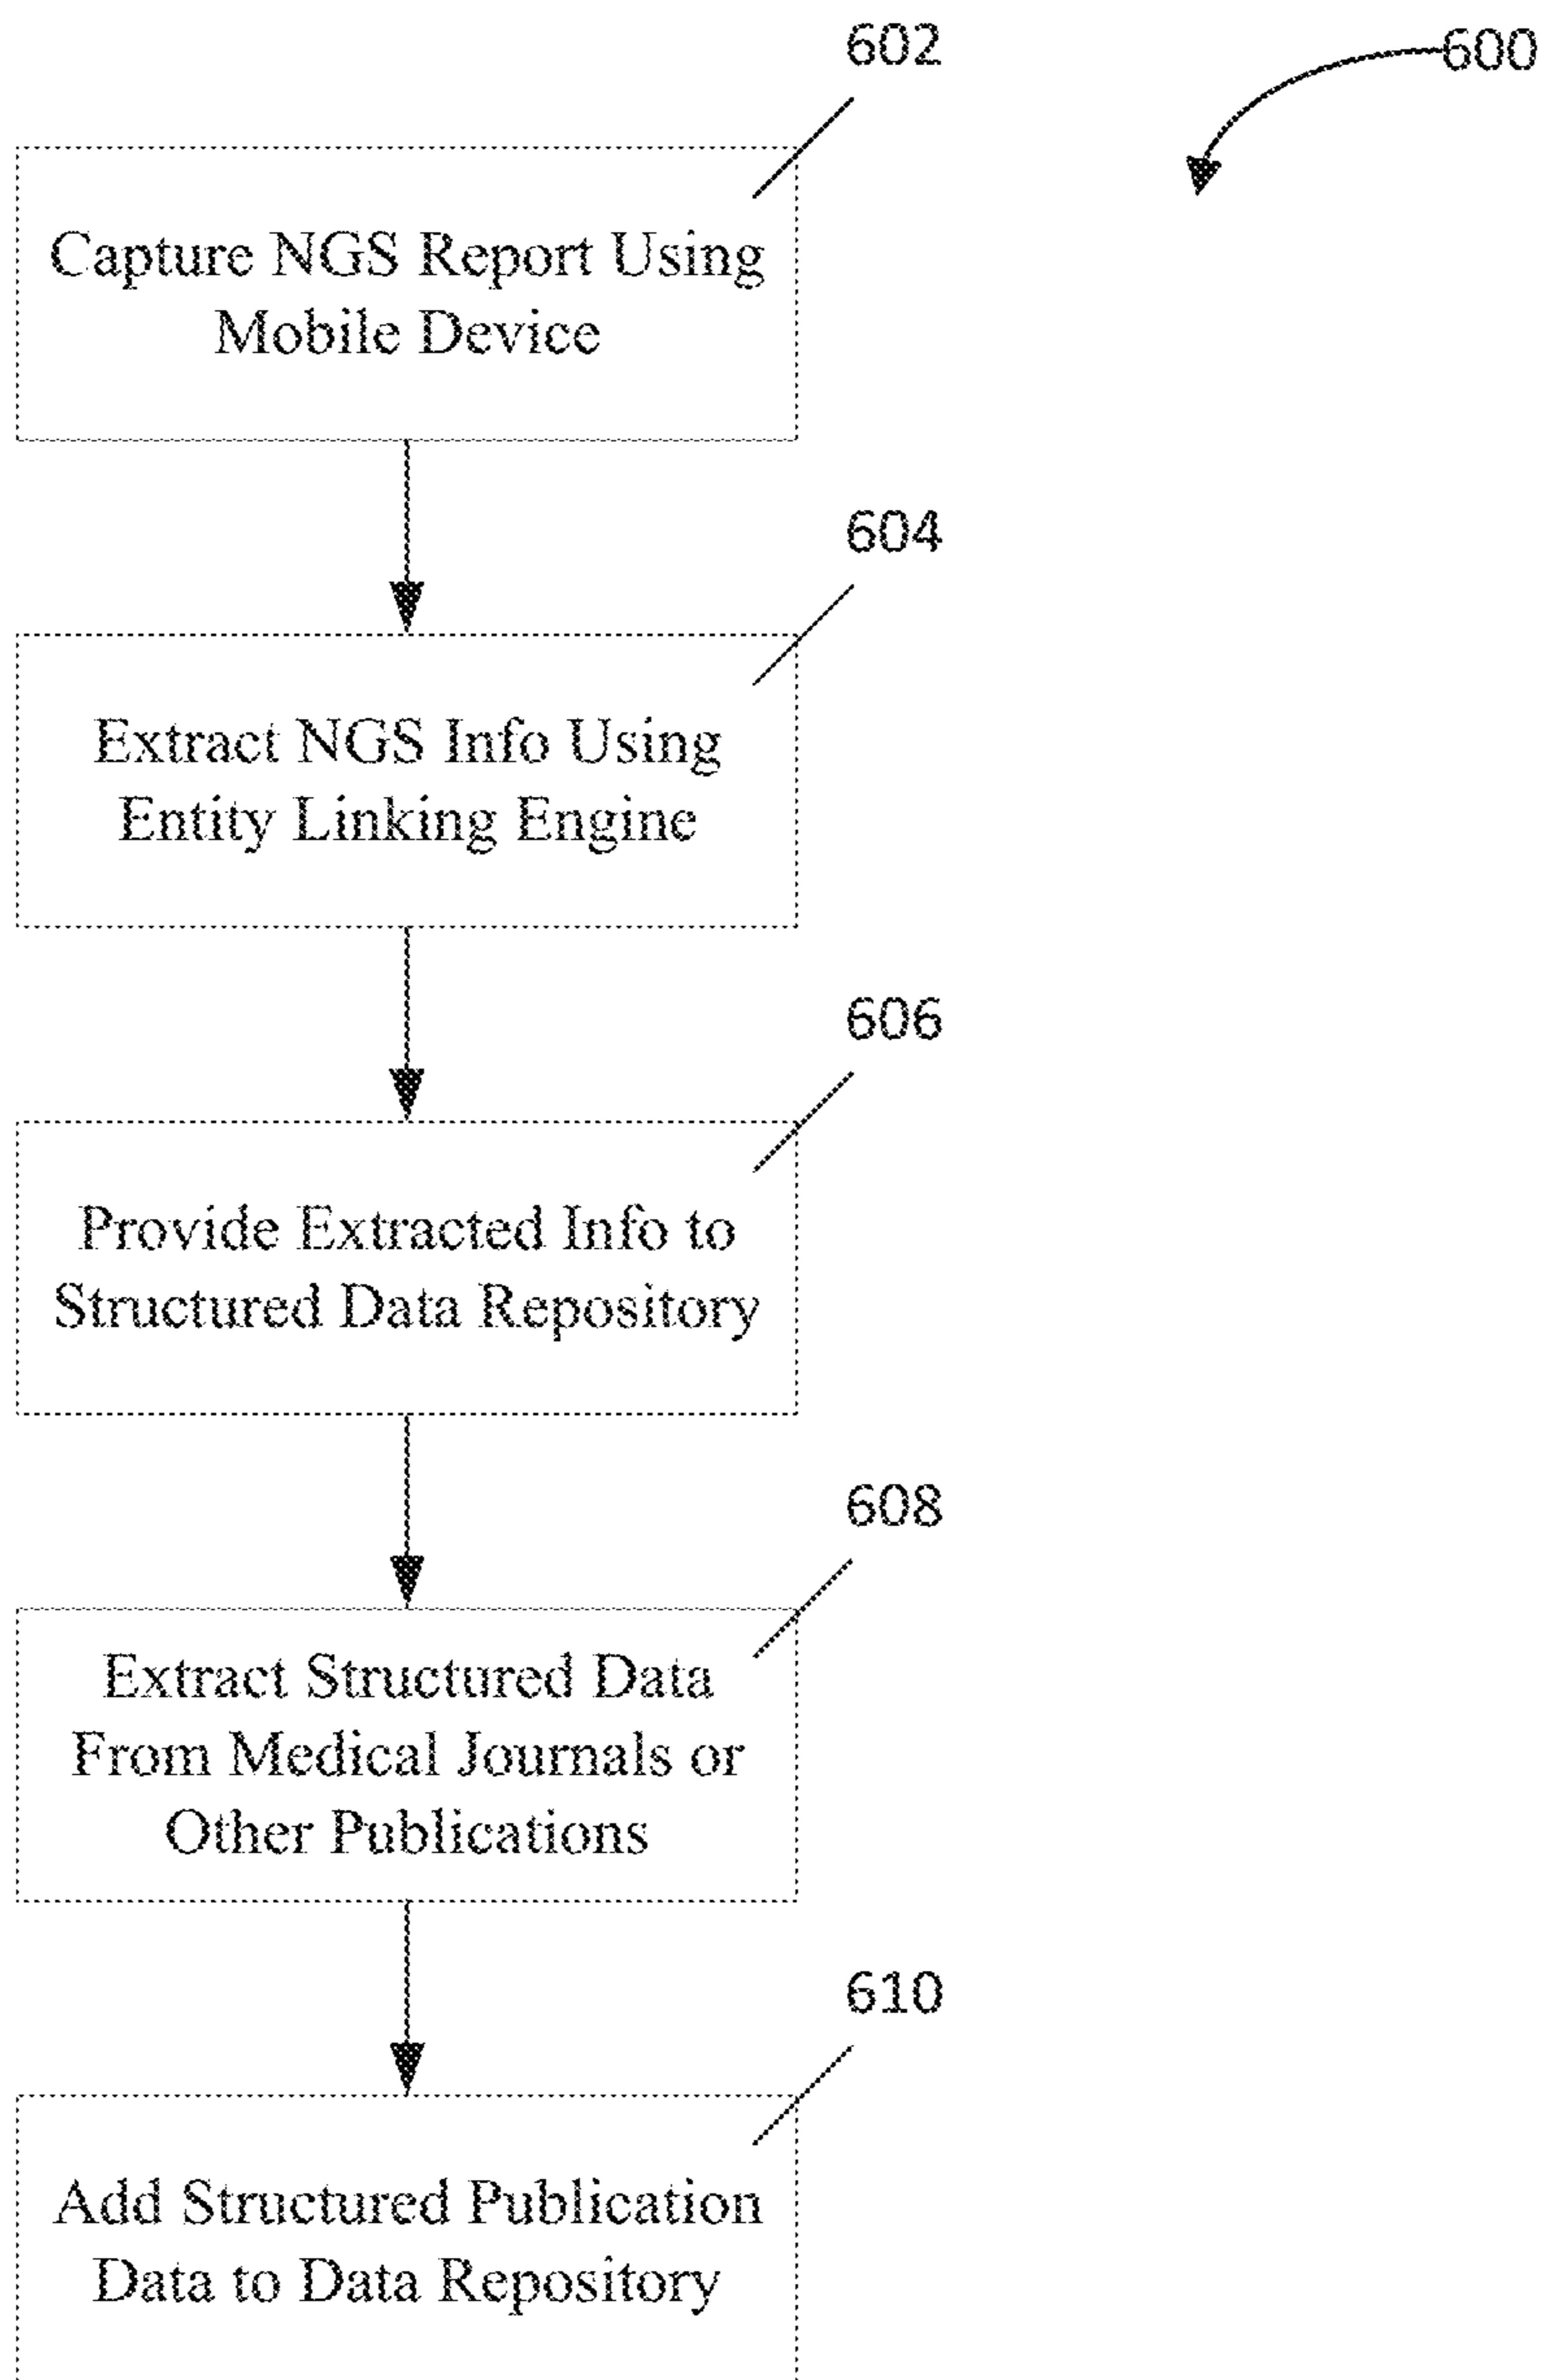 602
600
Capture NGS Report Using
Mobile Device
604
Extract NGS Info Using
Entity Linking Engine
606
Provide Extracted Info to
Structured Data Repository
608
Extract Structured Data
From Medical Journals or
Other Publications
610
Add Structured Publication
Data to Data Repository